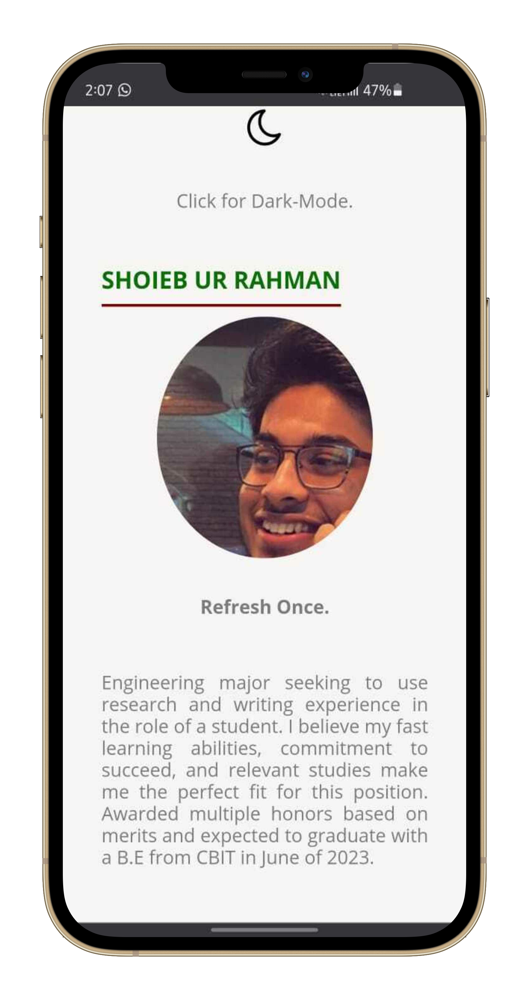 2:07
47%
Click for Dark-Mode.
SHOIEB UR RAHMAN
Refresh Once.
Engineering major seeking to use
research and writing experience in
the role of a student. I believe my fast
learning abilities, commitment to
succeed, and relevant studies make
me the perfect fit for this position.
Awarded multiple honors based on
merits and expected to graduate with
a B.E from CBIT in June of 2023.